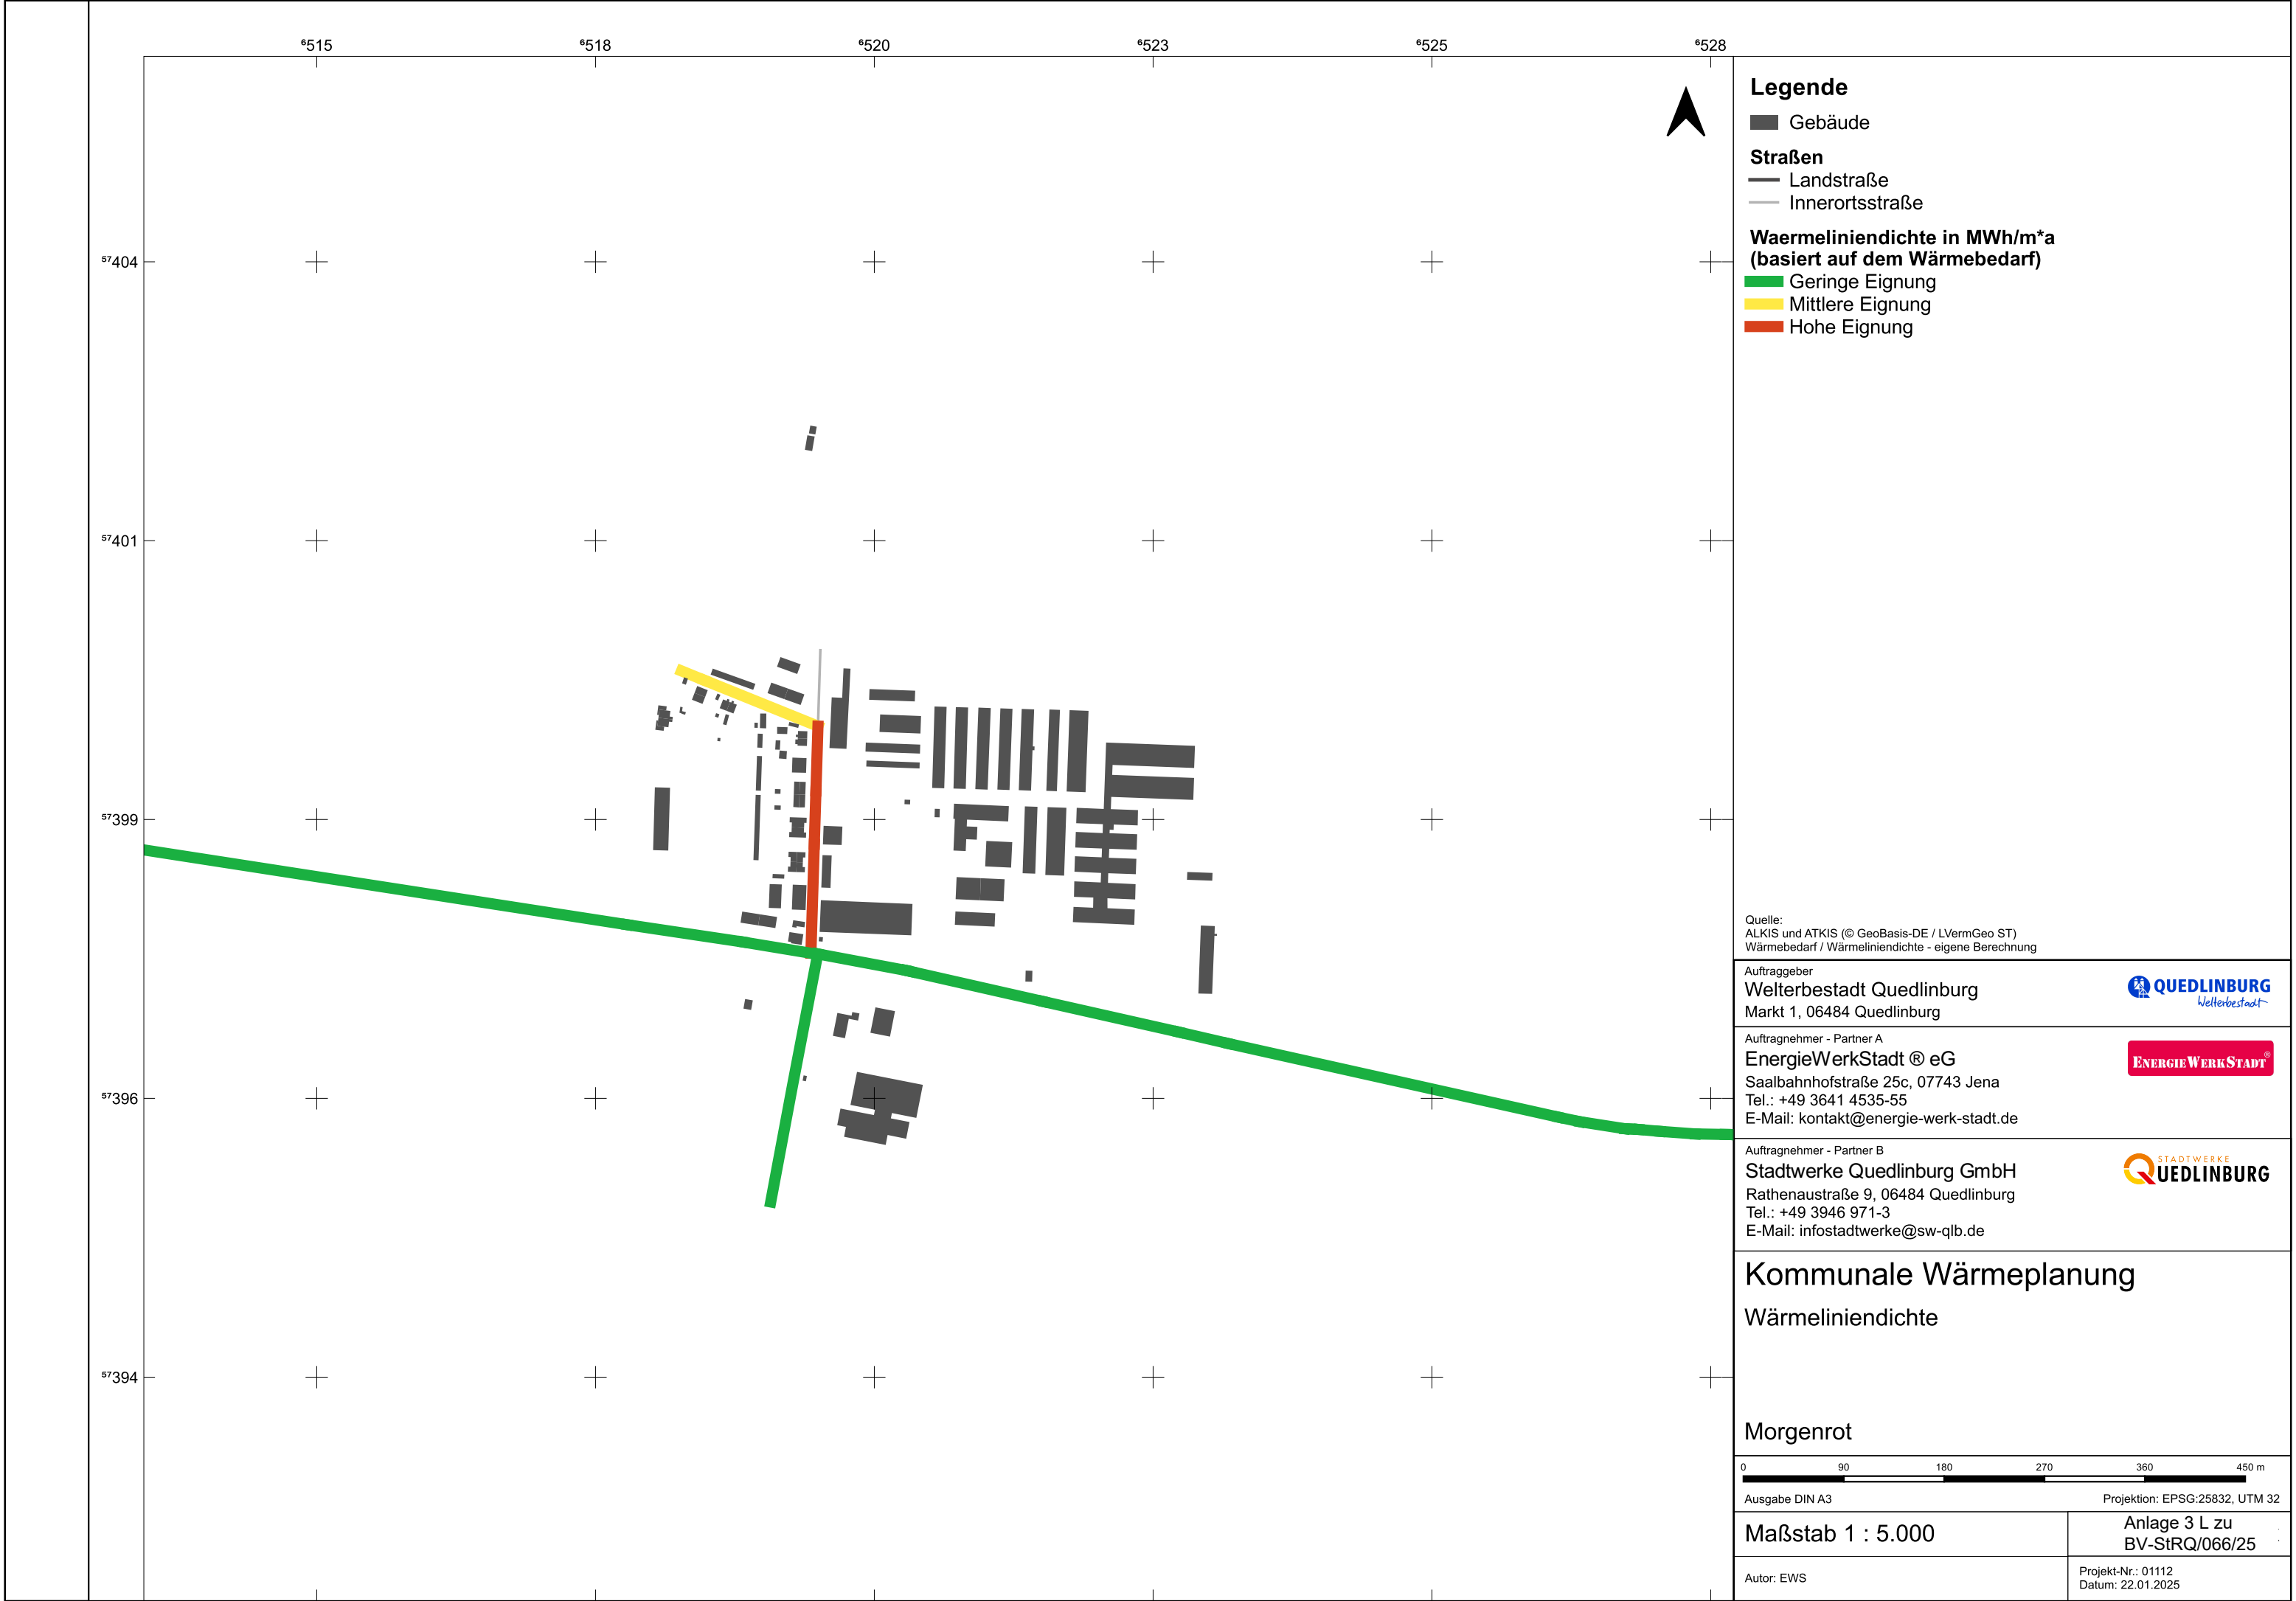 ⁶515 ⁶518 ⁶520 ⁶523 ⁶525 ⁶528
⁵⁷404
⁵⁷401
⁵⁷399
⁵⁷396
⁵⁷394
Legende
Gebäude
Straßen
Landstraße
Innerortsstraße
Waermeliniendichte in MWh/m*a
(basiert auf dem Wärmebedarf)
Geringe Eignung
Mittlere Eignung
Hohe Eignung
Quelle:
ALKIS und ATKIS (© GeoBasis-DE / LVermGeo ST)
Wärmebedarf / Wärmeliniendichte - eigene Berechnung
Auftraggeber
Welterbestadt Quedlinburg
Markt 1, 06484 Quedlinburg
QUEDLINBURG
Welterbestadt
Auftragnehmer - Partner A
EnergieWerkStadt ® eG
Saalbahnhofstraße 25c, 07743 Jena
Tel.: +49 3641 4535-55
E-Mail: kontakt@energie-werk-stadt.de
ENERGIEWERKSTADT®
Auftragnehmer - Partner B
Stadtwerke Quedlinburg GmbH
Rathenaustraße 9, 06484 Quedlinburg
Tel.: +49 3946 971-3
E-Mail: infostadtwerke@sw-qlb.de
STADTWERKE
QUEDLINBURG
Kommunale Wärmeplanung
Wärmeliniendichte
Morgenrot
0 90 180 270 360 450 m
Ausgabe DIN A3 Projektion: EPSG:25832, UTM 32
Maßstab 1 : 5.000
Anlage 3 L zu
BV-StRQ/066/25
Autor: EWS
Projekt-Nr.: 01112
Datum: 22.01.2025